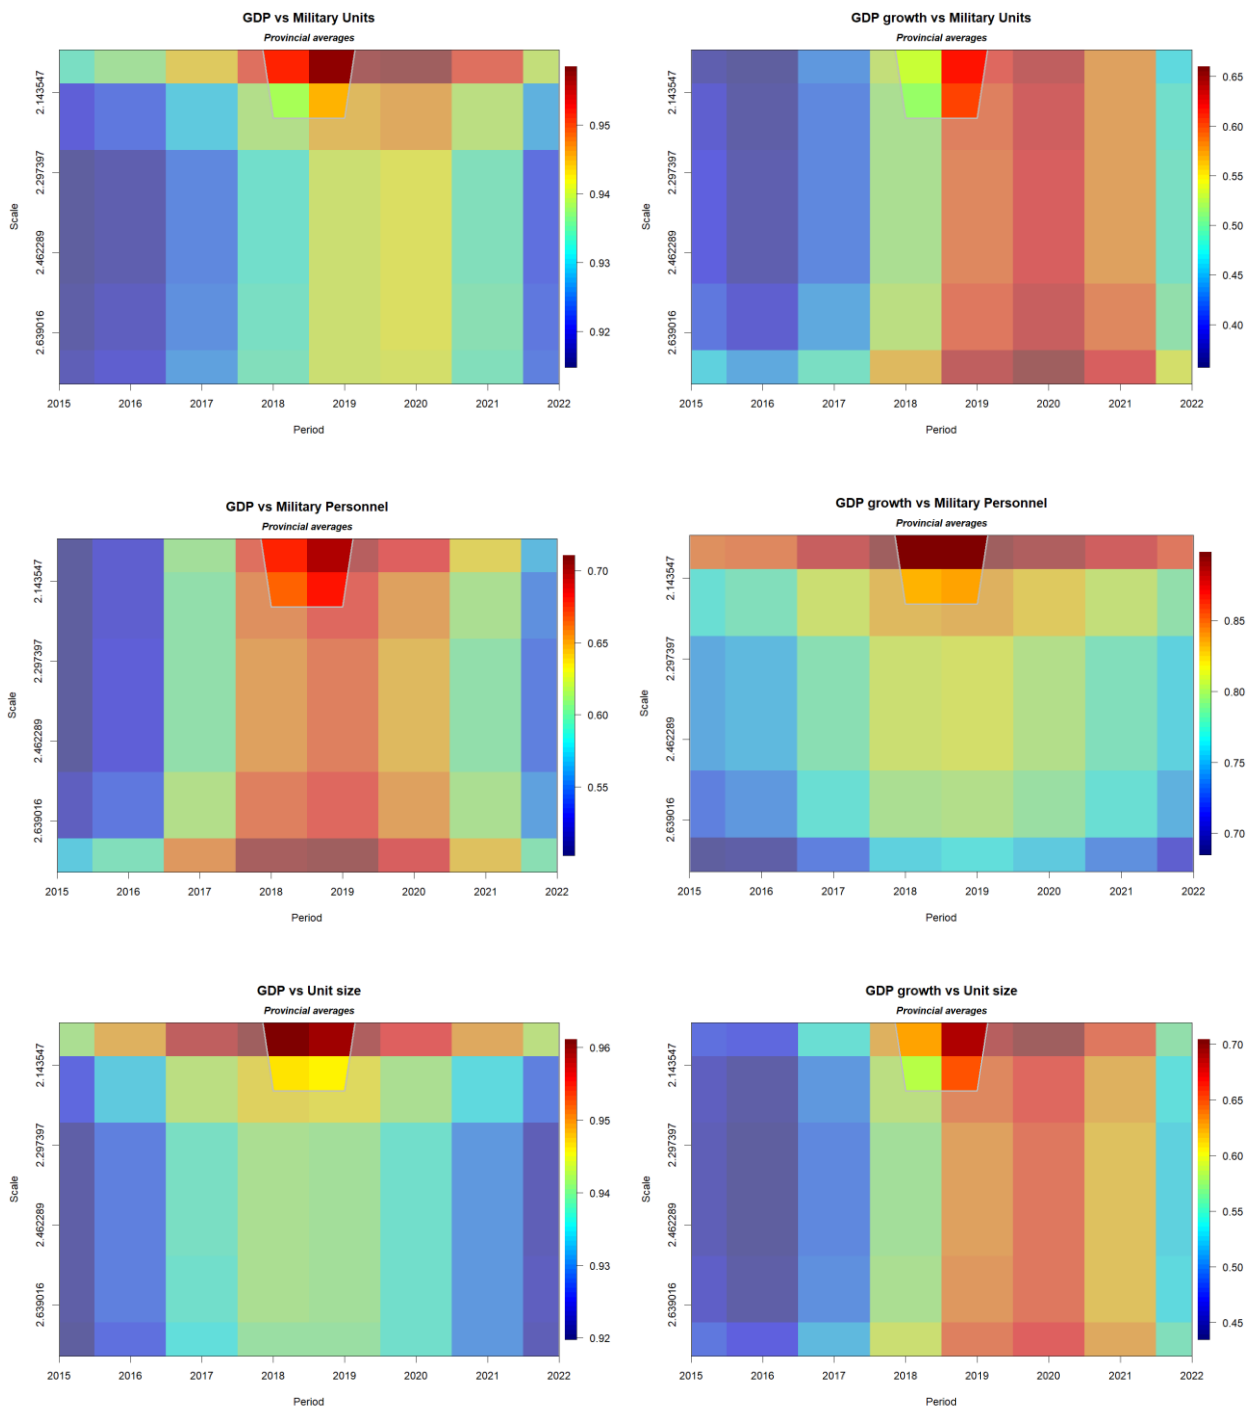 GDP vs Military Units
Provincial averages
Scale
2.143547
2.297397
2.462289
2.639016
0.95
0.94
0.93
0.92
2015 2016 2017 2018 2019 2020 2021 2022
Period
GDP growth vs Military Units
Provincial averages
Scale
2.143547
2.297397
2.462289
2.639016
0.65
0.60
0.55
0.50
0.45
0.40
2015 2016 2017 2018 2019 2020 2021 2022
Period
GDP vs Military Personnel
Provincial averages
Scale
2.143547
2.297397
2.462289
2.639016
0.70
0.65
0.60
0.55
2015 2016 2017 2018 2019 2020 2021 2022
Period
GDP growth vs Military Personnel
Provincial averages
Scale
2.143547
2.297397
2.462289
2.639016
0.85
0.80
0.75
0.70
2015 2016 2017 2018 2019 2020 2021 2022
Period
GDP vs Unit size
Provincial averages
Scale
2.143547
2.297397
2.462289
2.639016
0.96
0.95
0.94
0.93
0.92
2015 2016 2017 2018 2019 2020 2021 2022
Period
GDP growth vs Unit size
Provincial averages
Scale
2.143547
2.297397
2.462289
2.639016
0.70
0.65
0.60
0.55
0.50
0.45
2015 2016 2017 2018 2019 2020 2021 2022
Period